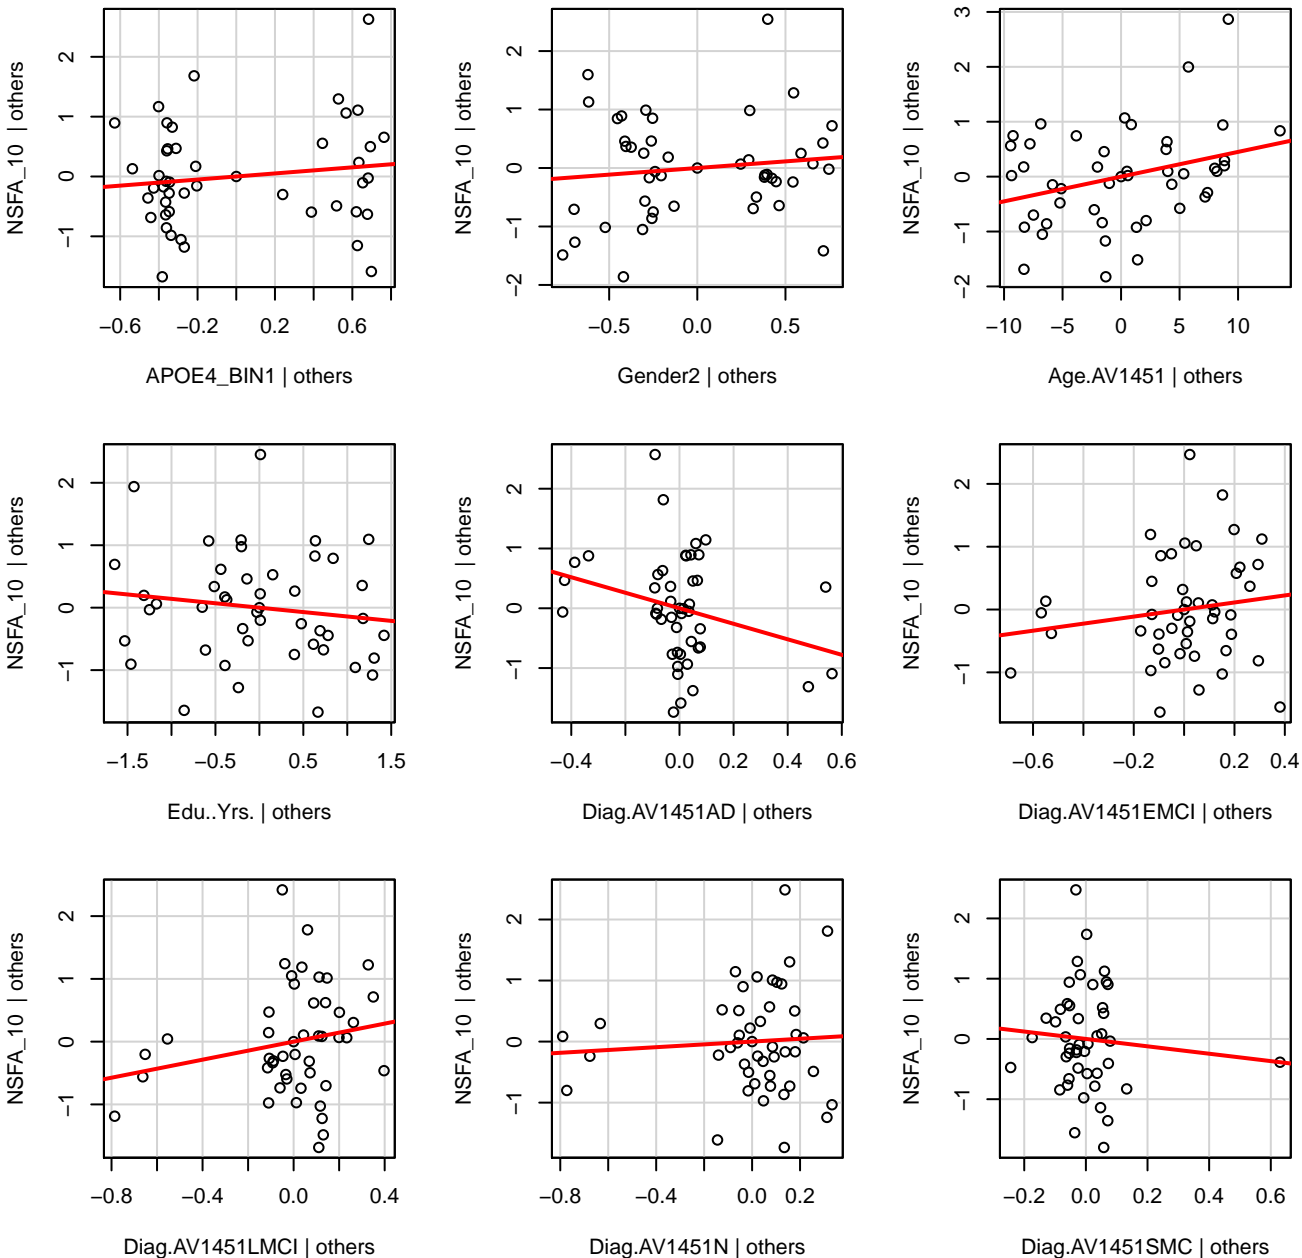 NSFA_10 | others
2
1
0
−1
−0.6 −0.2 0.2 0.6
APOE4_BIN1 | others
NSFA_10 | others
2
1
0
−1
−2
−0.5 0.0 0.5
Gender2 | others
NSFA_10 | others
3
2
1
0
−1
−2
−10 −5 0 5 10
Age.AV1451 | others
NSFA_10 | others
2
1
0
−1
−1.5 −0.5 0.5 1.5
Edu..Yrs. | others
NSFA_10 | others
2
1
0
−1
−0.4 0.0 0.2 0.6
Diag.AV1451AD | others
NSFA_10 | others
2
1
0
−1
−0.6 −0.2 0.2 0.4
Diag.AV1451EMCI | others
NSFA_10 | others
2
1
0
−1
−0.8 −0.4 0.0 0.4
Diag.AV1451LMCI | others
NSFA_10 | others
2
1
0
−1
−0.8 −0.4 0.0 0.2
Diag.AV1451N | others
NSFA_10 | others
2
1
0
−1
−0.2 0.0 0.2 0.4 0.6
Diag.AV1451SMC | others